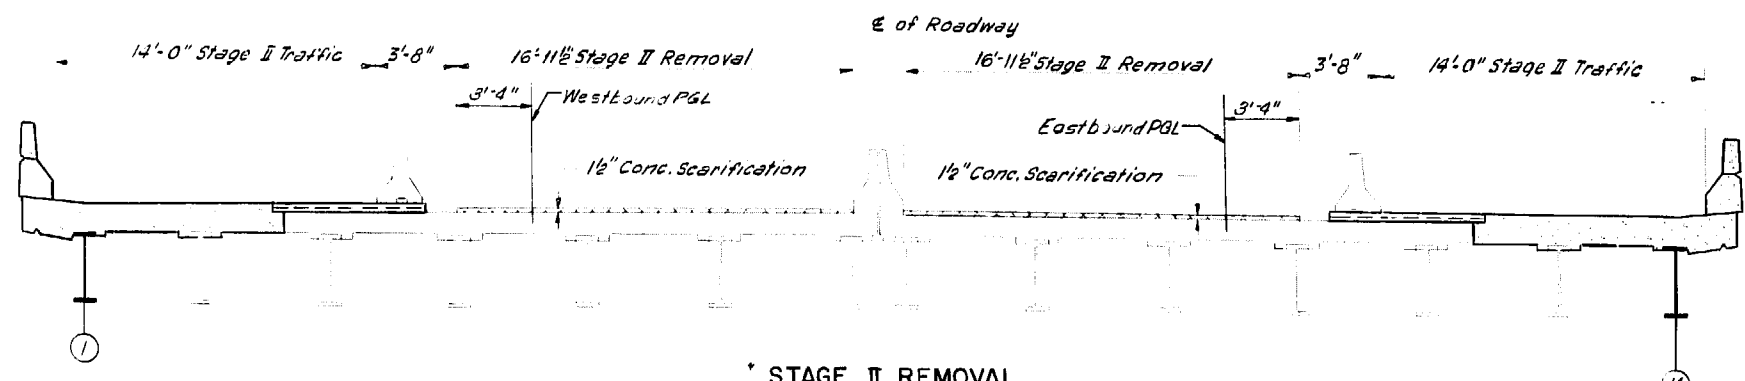 ℄ of Roadway
14'-0" Stage II Traffic 3'-8" 16'-11½" Stage II Removal 16'-11½" Stage II Removal 3'-8" 14'-0" Stage II Traffic
3'-4" Westbound PGL 3'-4"
Eastbound PGL
1½" Conc. Scarification 1½" Conc. Scarification
1
STAGE II REMOVAL